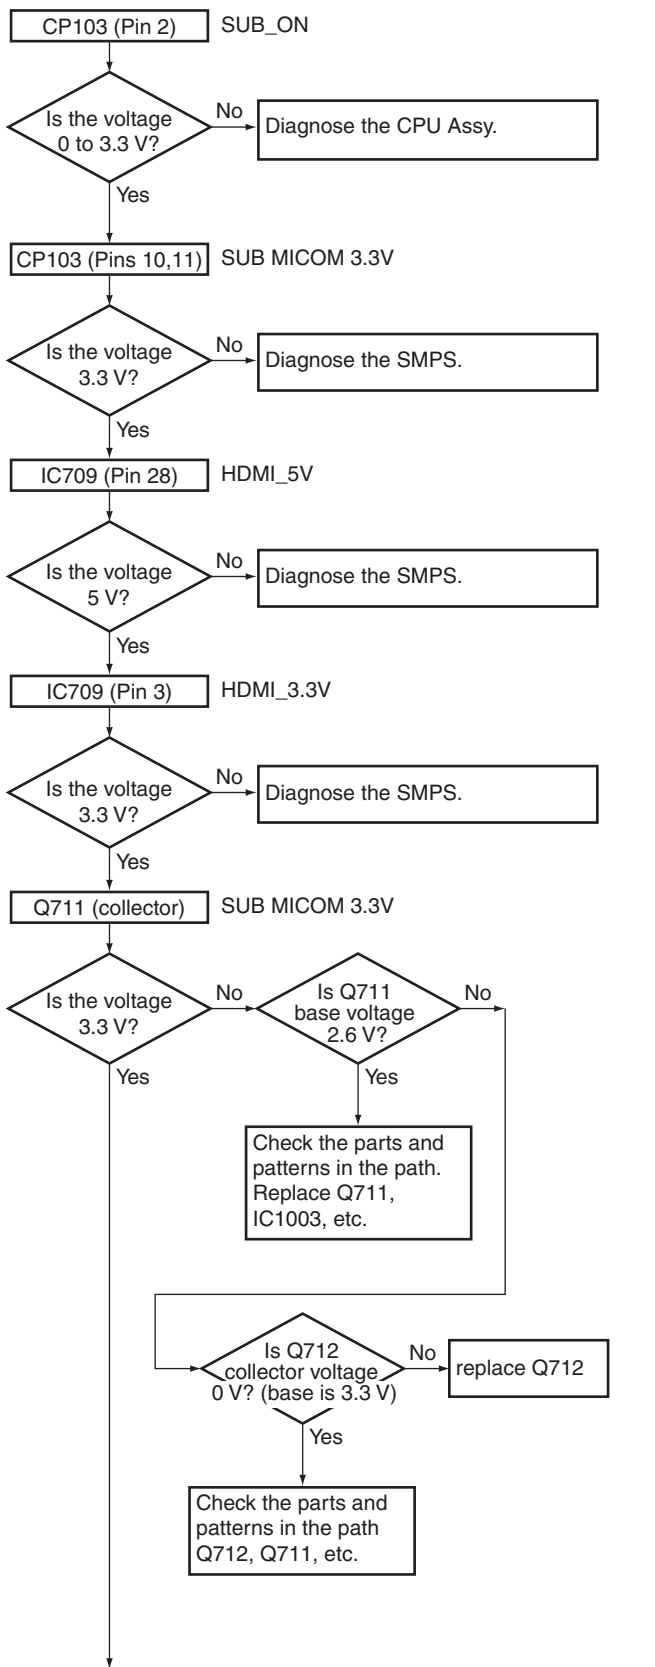 CP103 (Pin 2) SUB_ON
Is the voltage
0 to 3.3 V?
No
Diagnose the CPU Assy.
Yes
CP103 (Pins 10,11) SUB MICOM 3.3V
Is the voltage
3.3 V?
No
Diagnose the SMPS.
Yes
IC709 (Pin 28) HDMI_5V
Is the voltage
5 V?
No
Diagnose the SMPS.
Yes
IC709 (Pin 3) HDMI_3.3V
Is the voltage
3.3 V?
No
Diagnose the SMPS.
Yes
Q711 (collector) SUB MICOM 3.3V
Is the voltage
3.3 V?
No
Is Q711
base voltage
2.6 V?
No
Yes
Yes
Check the parts and
patterns in the path.
Replace Q711,
IC1003, etc.
Is Q712
collector voltage
0 V? (base is 3.3 V)
No
replace Q712
Yes
Check the parts and
patterns in the path
Q712, Q711, etc.